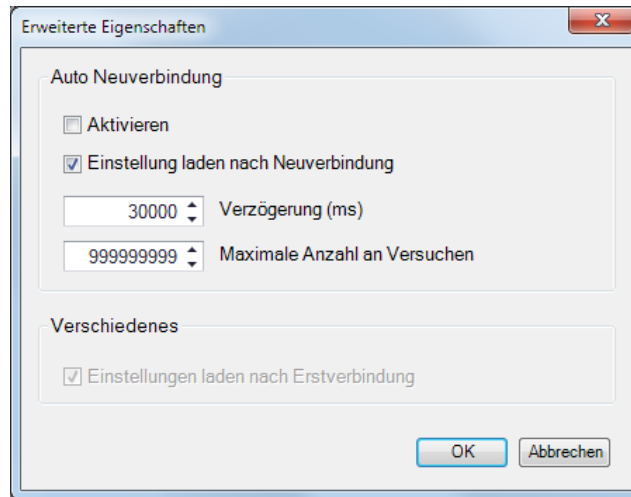 Erweiterte Eigenschaften
Auto Neuverbindung
Aktivieren
Einstellung laden nach Neuverbindung
30000 Verzögerung (ms)
999999999 Maximale Anzahl an Versuchen
Verschiedenes
Einstellungen laden nach Erstverbindung
OK Abbrechen